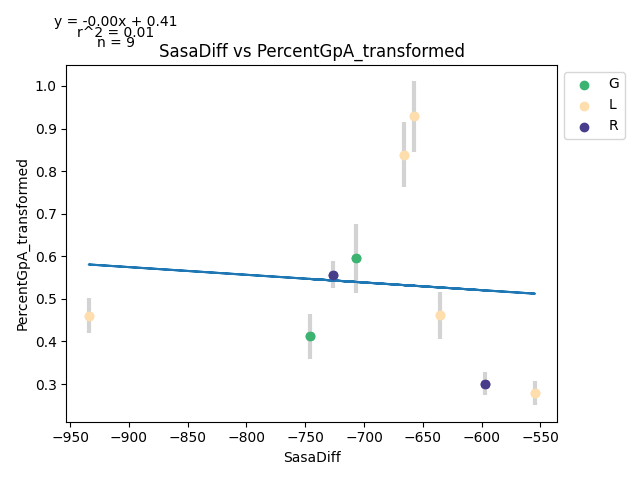 y = -0.00x + 0.41
r^2 = 0.01
n = 9
SasaDiff vs PercentGpA_transformed
1.0
0.9
0.8
0.7
0.6
0.5
0.4
0.3
PercentGpA_transformed
−950 −900 −850 −800 −750 −700 −650 −600 −550
SasaDiff
G
L
R